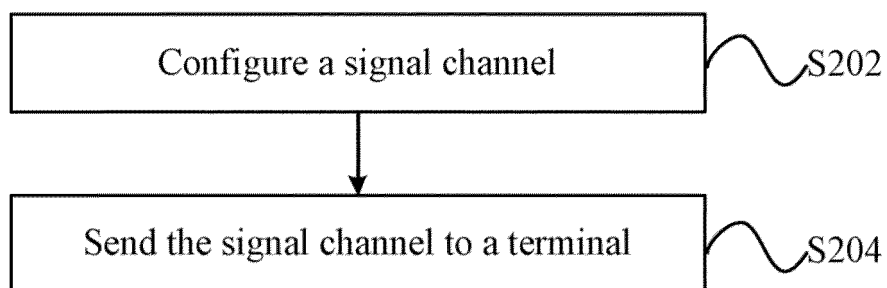 Configure a signal channel
S202
Send the signal channel to a terminal
S204